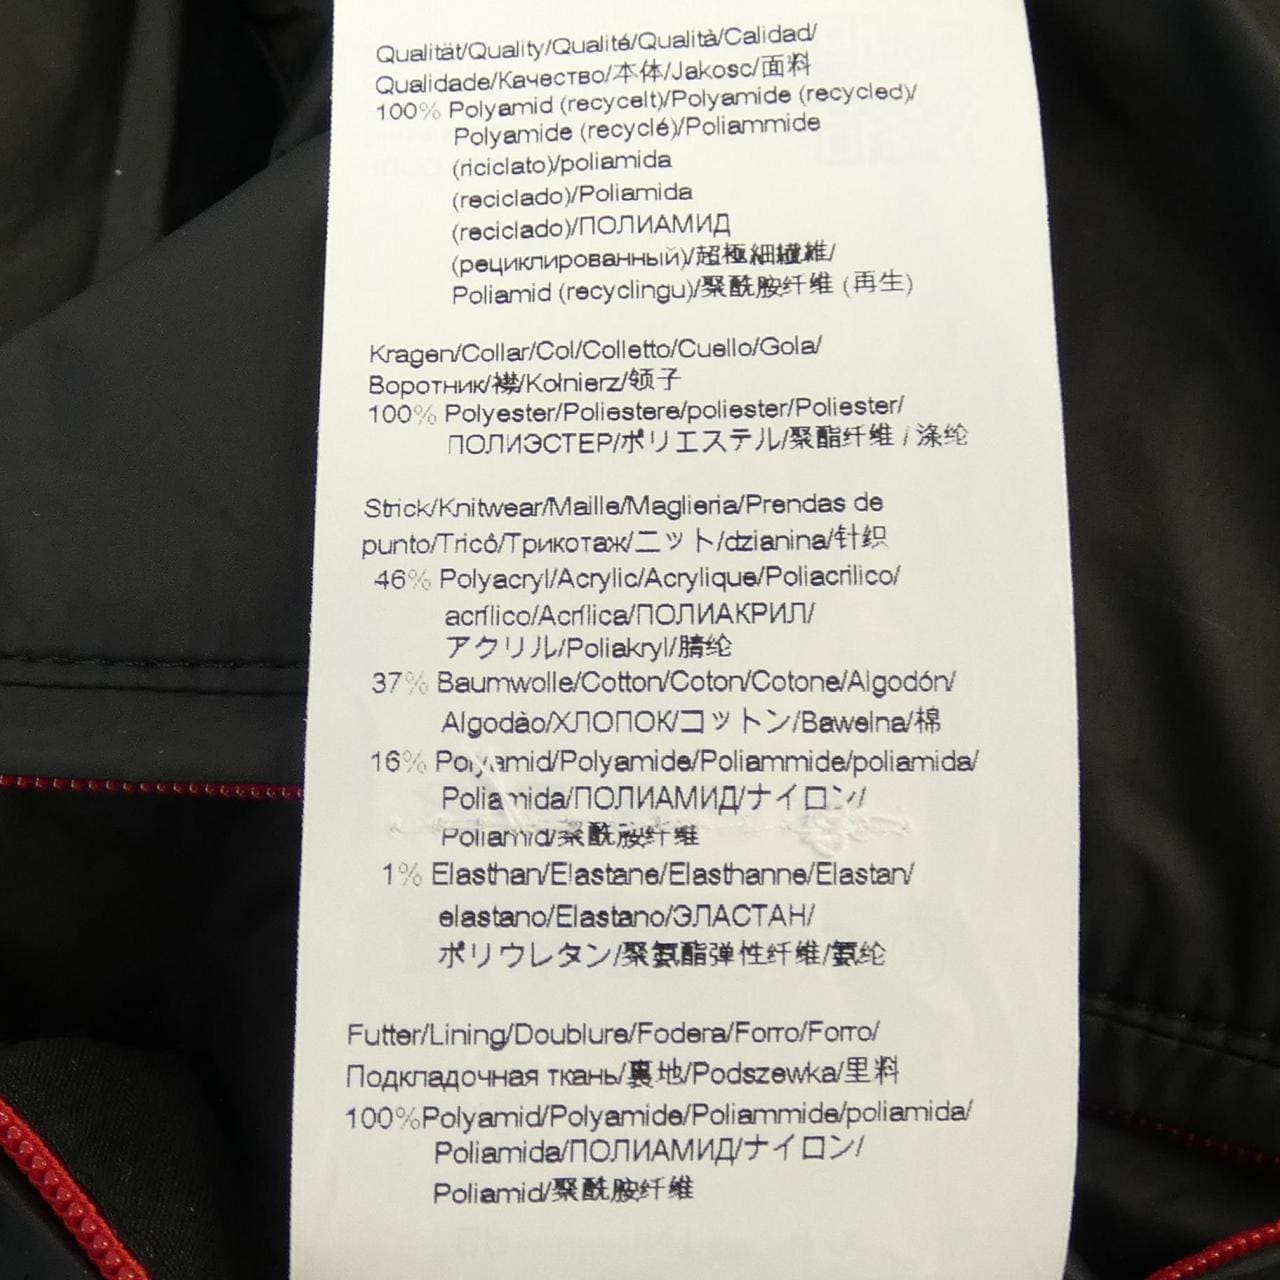 Qualität/Quality/Qualité/Qualità/Calidad/
Qualidade/Качество/本体/Jakosc/面料
100% Polyamid (recycelt)/Polyamide (recycled)/
Polyamide (recyclé)/Poliammide
(riciclato)/poliamida
(reciclado)/Poliamida
(reciclado)/ПОЛИАМИД
(рециклированный)/超極細繊維/
Poliamid (recyclingu)/聚酰胺纤维 (再生)
Kragen/Collar/Col/Colletto/Cuello/Gola/
Воротник/襟/Kołnierz/领子
100% Polyester/Poliestere/poliester/Poliester/
ПОЛИЭСТЕР/ポリエステル/聚酯纤维 / 涤纶
Strick/Knitwear/Maille/Maglieria/Prendas de
punto/Tricô/Трикотаж/ニット/dzianina/针织
46% Polyacryl/Acrylic/Acrylique/Poliacrilico/
acrílico/Acrílica/ПОЛИАКРИЛ/
アクリル/Poliakryl/腈纶
37% Baumwolle/Cotton/Coton/Cotone/Algodón/
Algodão/ХЛОПОК/コットン/Bawełna/棉
16% Polyamid/Polyamide/Poliammide/poliamida/
Poliamida/ПОЛИАМИД/ナイロン/
Poliamid/聚酰胺纤维
1% Elasthan/Elastane/Elasthanne/Elastan/
elastano/Elastano/ЭЛАСТАН/
ポリウレタン/聚氨酯弹性纤维/氨纶
Futter/Lining/Doublure/Fodera/Forro/Forro/
Подкладочная ткань/裏地/Podszewka/里料
100%Polyamid/Polyamide/Poliammide/poliamida/
Poliamida/ПОЛИАМИД/ナイロン/
Poliamid/聚酰胺纤维